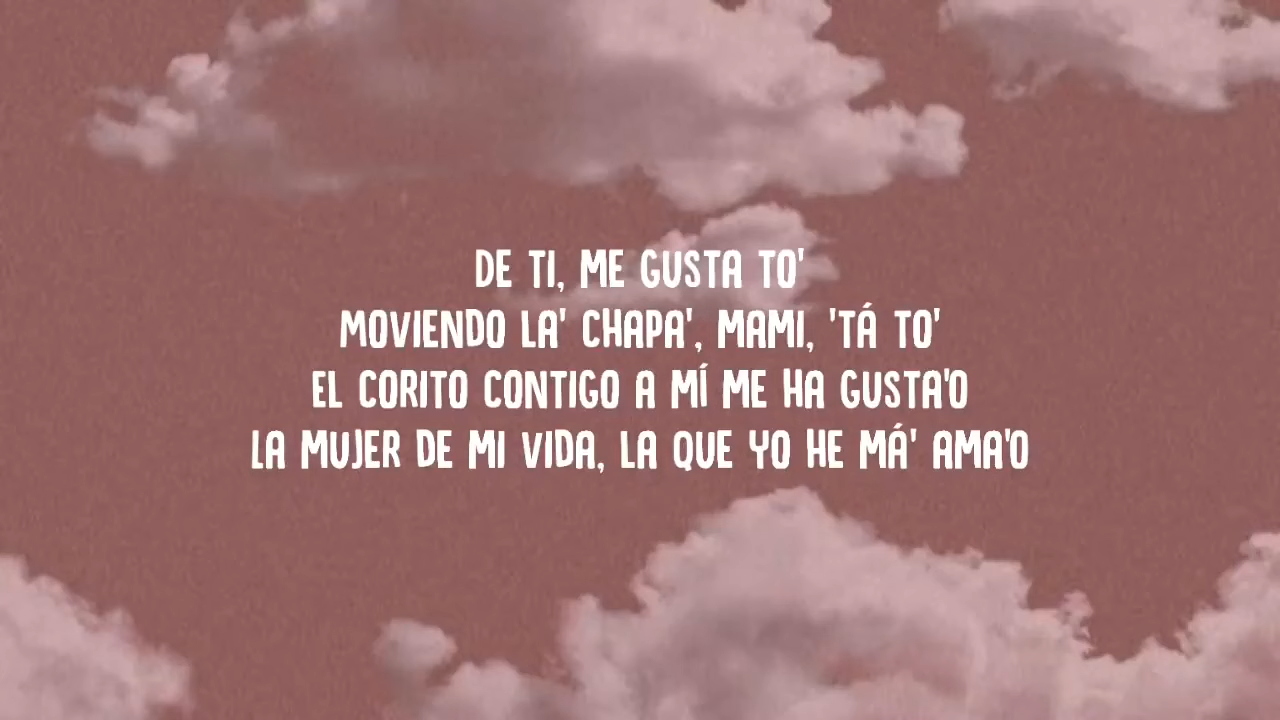 DE TI, ME GUSTA TO'
MOVIENDO LA' CHAPA', MAMI, 'TÁ TO'
EL CORITO CONTIGO A MÍ ME HA GUSTA'O
LA MUJER DE MI VIDA, LA QUE YO HE MÁ' AMA'O